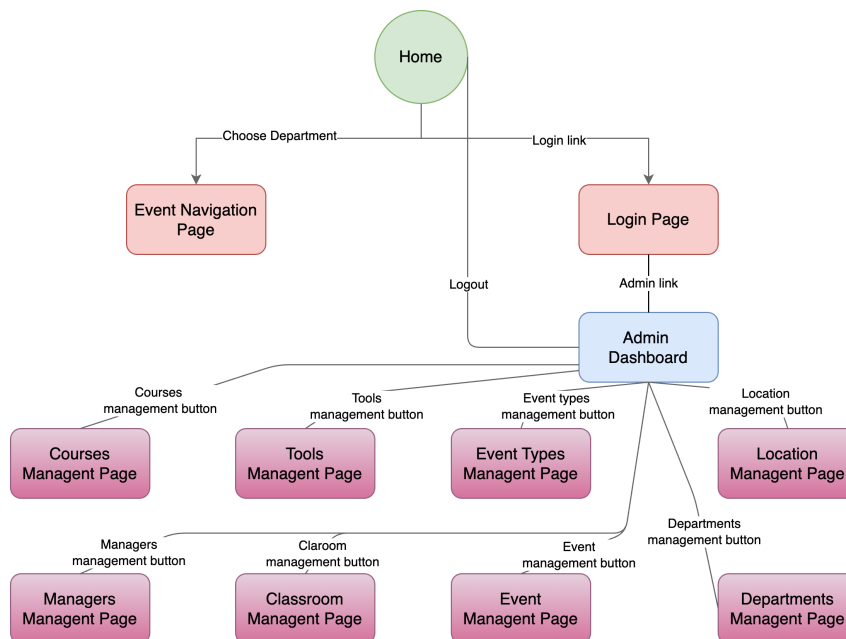 Home
Choose Department
Login link
Event Navigation
Page
Login Page
Logout
Admin link
Admin
Dashboard
Courses
management button
Tools
management button
Event types
management button
Location
management button
Courses
Managent Page
Tools
Managent Page
Event Types
Managent Page
Location
Managent Page
Managers
management button
Claroom
management button
Event
management button
Departments
management button
Managers
Managent Page
Classroom
Managent Page
Event
Managent Page
Departments
Managent Page